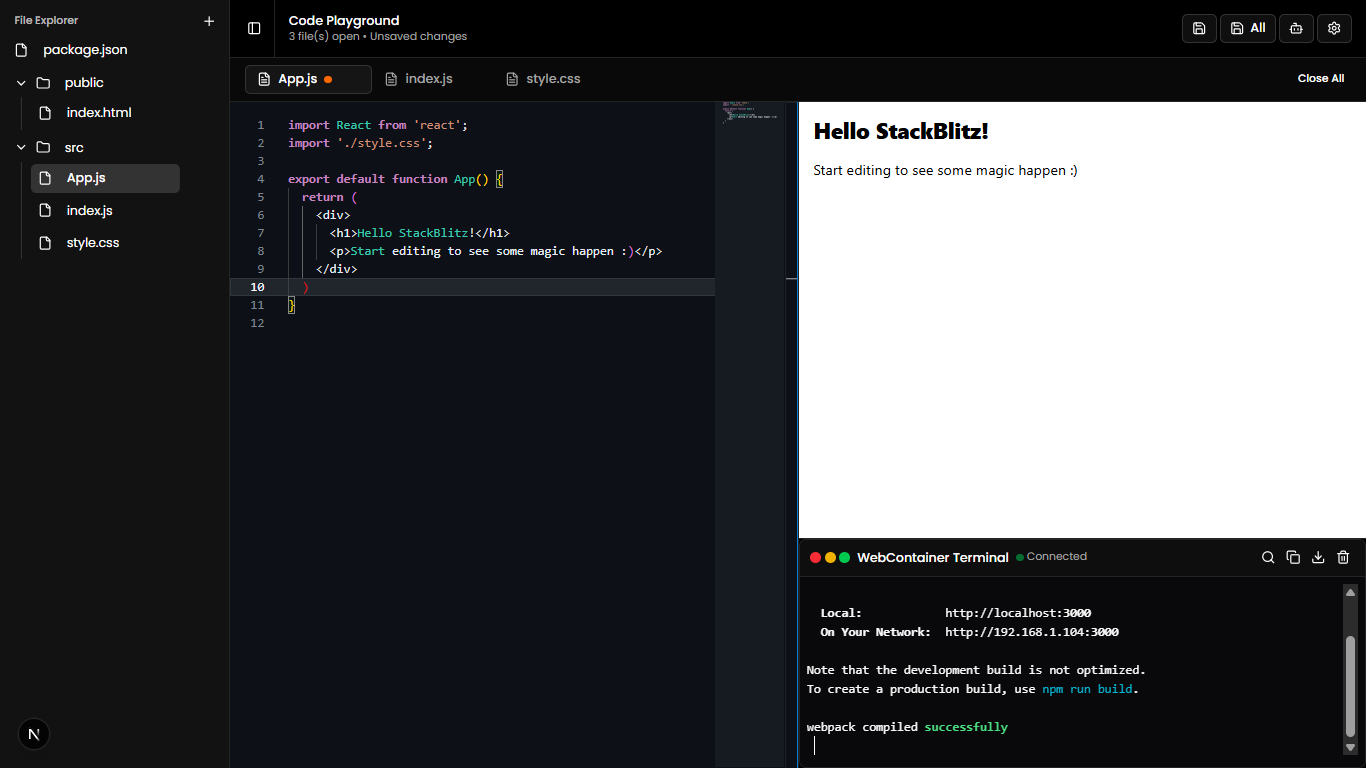 File Explorer
package.json
public
index.html
src
App.js
index.js
style.css
N
Code Playground
3 file(s) open • Unsaved changes
All
App.js
index.js
style.css
Close All
1 import React from 'react';
2 import './style.css';
3
4 export default function App() {
5 return (
6 <div>
7 <h1>Hello StackBlitz!</h1>
8 <p>Start editing to see some magic happen :)</p>
9 </div>
10 )
11 }
12
Hello StackBlitz!
Start editing to see some magic happen :)
WebContainer Terminal
Connected
Local: http://localhost:3000
On Your Network: http://192.168.1.104:3000
Note that the development build is not optimized.
To create a production build, use npm run build.
webpack compiled successfully